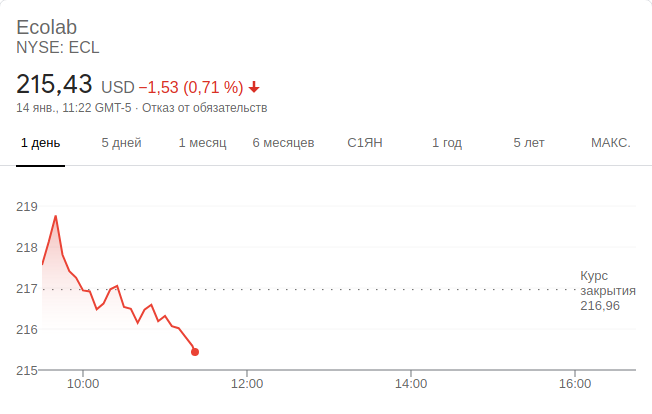 Ecolab
NYSE: ECL
215,43 USD −1,53 (0,71 %)
14 янв., 11:22 GMT-5 · Отказ от обязательств
1 день 5 дней 1 месяц 6 месяцев С1ЯН 1 год 5 лет МАКС.
219
218
217
216
215
Курс
закрытия
216,96
10:00 12:00 14:00 16:00